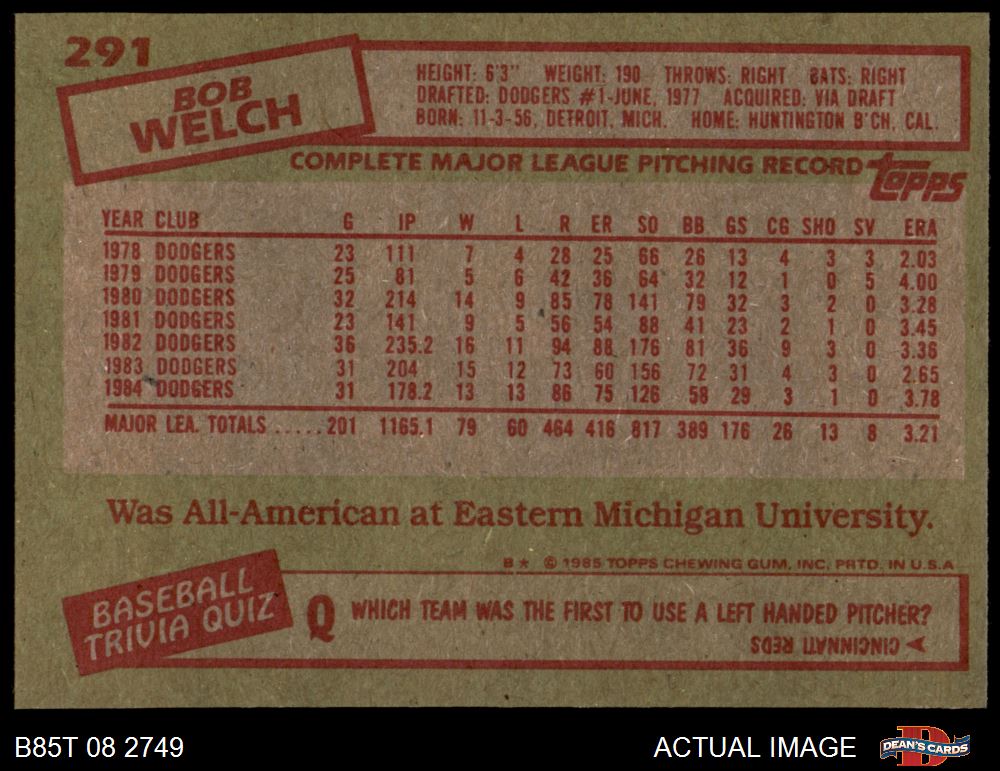 291
BOB
WELCH
HEIGHT: 6'3" WEIGHT: 190 THROWS: RIGHT BATS: RIGHT
DRAFTED: DODGERS #1-JUNE, 1977 ACQUIRED: VIA DRAFT
BORN: 11-3-56, DETROIT, MICH. HOME: HUNTINGTON B'CH, CAL.
COMPLETE MAJOR LEAGUE PITCHING RECORD topps
YEAR CLUB G IP W L R ER SO BB GS CG SHO SV ERA
1978 DODGERS 23 111 7 4 28 25 66 26 13 4 3 3 2.03
1979 DODGERS 25 81 5 6 42 36 64 32 12 1 0 5 4.00
1980 DODGERS 32 214 14 9 85 78 141 79 32 3 2 0 3.28
1981 DODGERS 23 141 9 5 56 54 88 41 23 2 1 0 3.45
1982 DODGERS 36 235.2 16 11 94 88 176 81 36 9 3 0 3.36
1983 DODGERS 31 204 15 12 73 60 156 72 31 4 3 0 2.65
1984 DODGERS 31 178.2 13 13 86 75 126 58 29 3 1 0 3.78
MAJOR LEA. TOTALS ..... 201 1165.1 79 60 464 416 817 389 176 26 13 8 3.21
Was All-American at Eastern Michigan University.
B★ © 1985 TOPPS CHEWING GUM, INC. PRTD. IN U.S.A
BASEBALL
TRIVIA QUIZ
Q WHICH TEAM WAS THE FIRST TO USE A LEFT HANDED PITCHER?
➤ CINCINNATI REDS
B85T 08 2749
ACTUAL IMAGE
D
DEAN'S CARDS